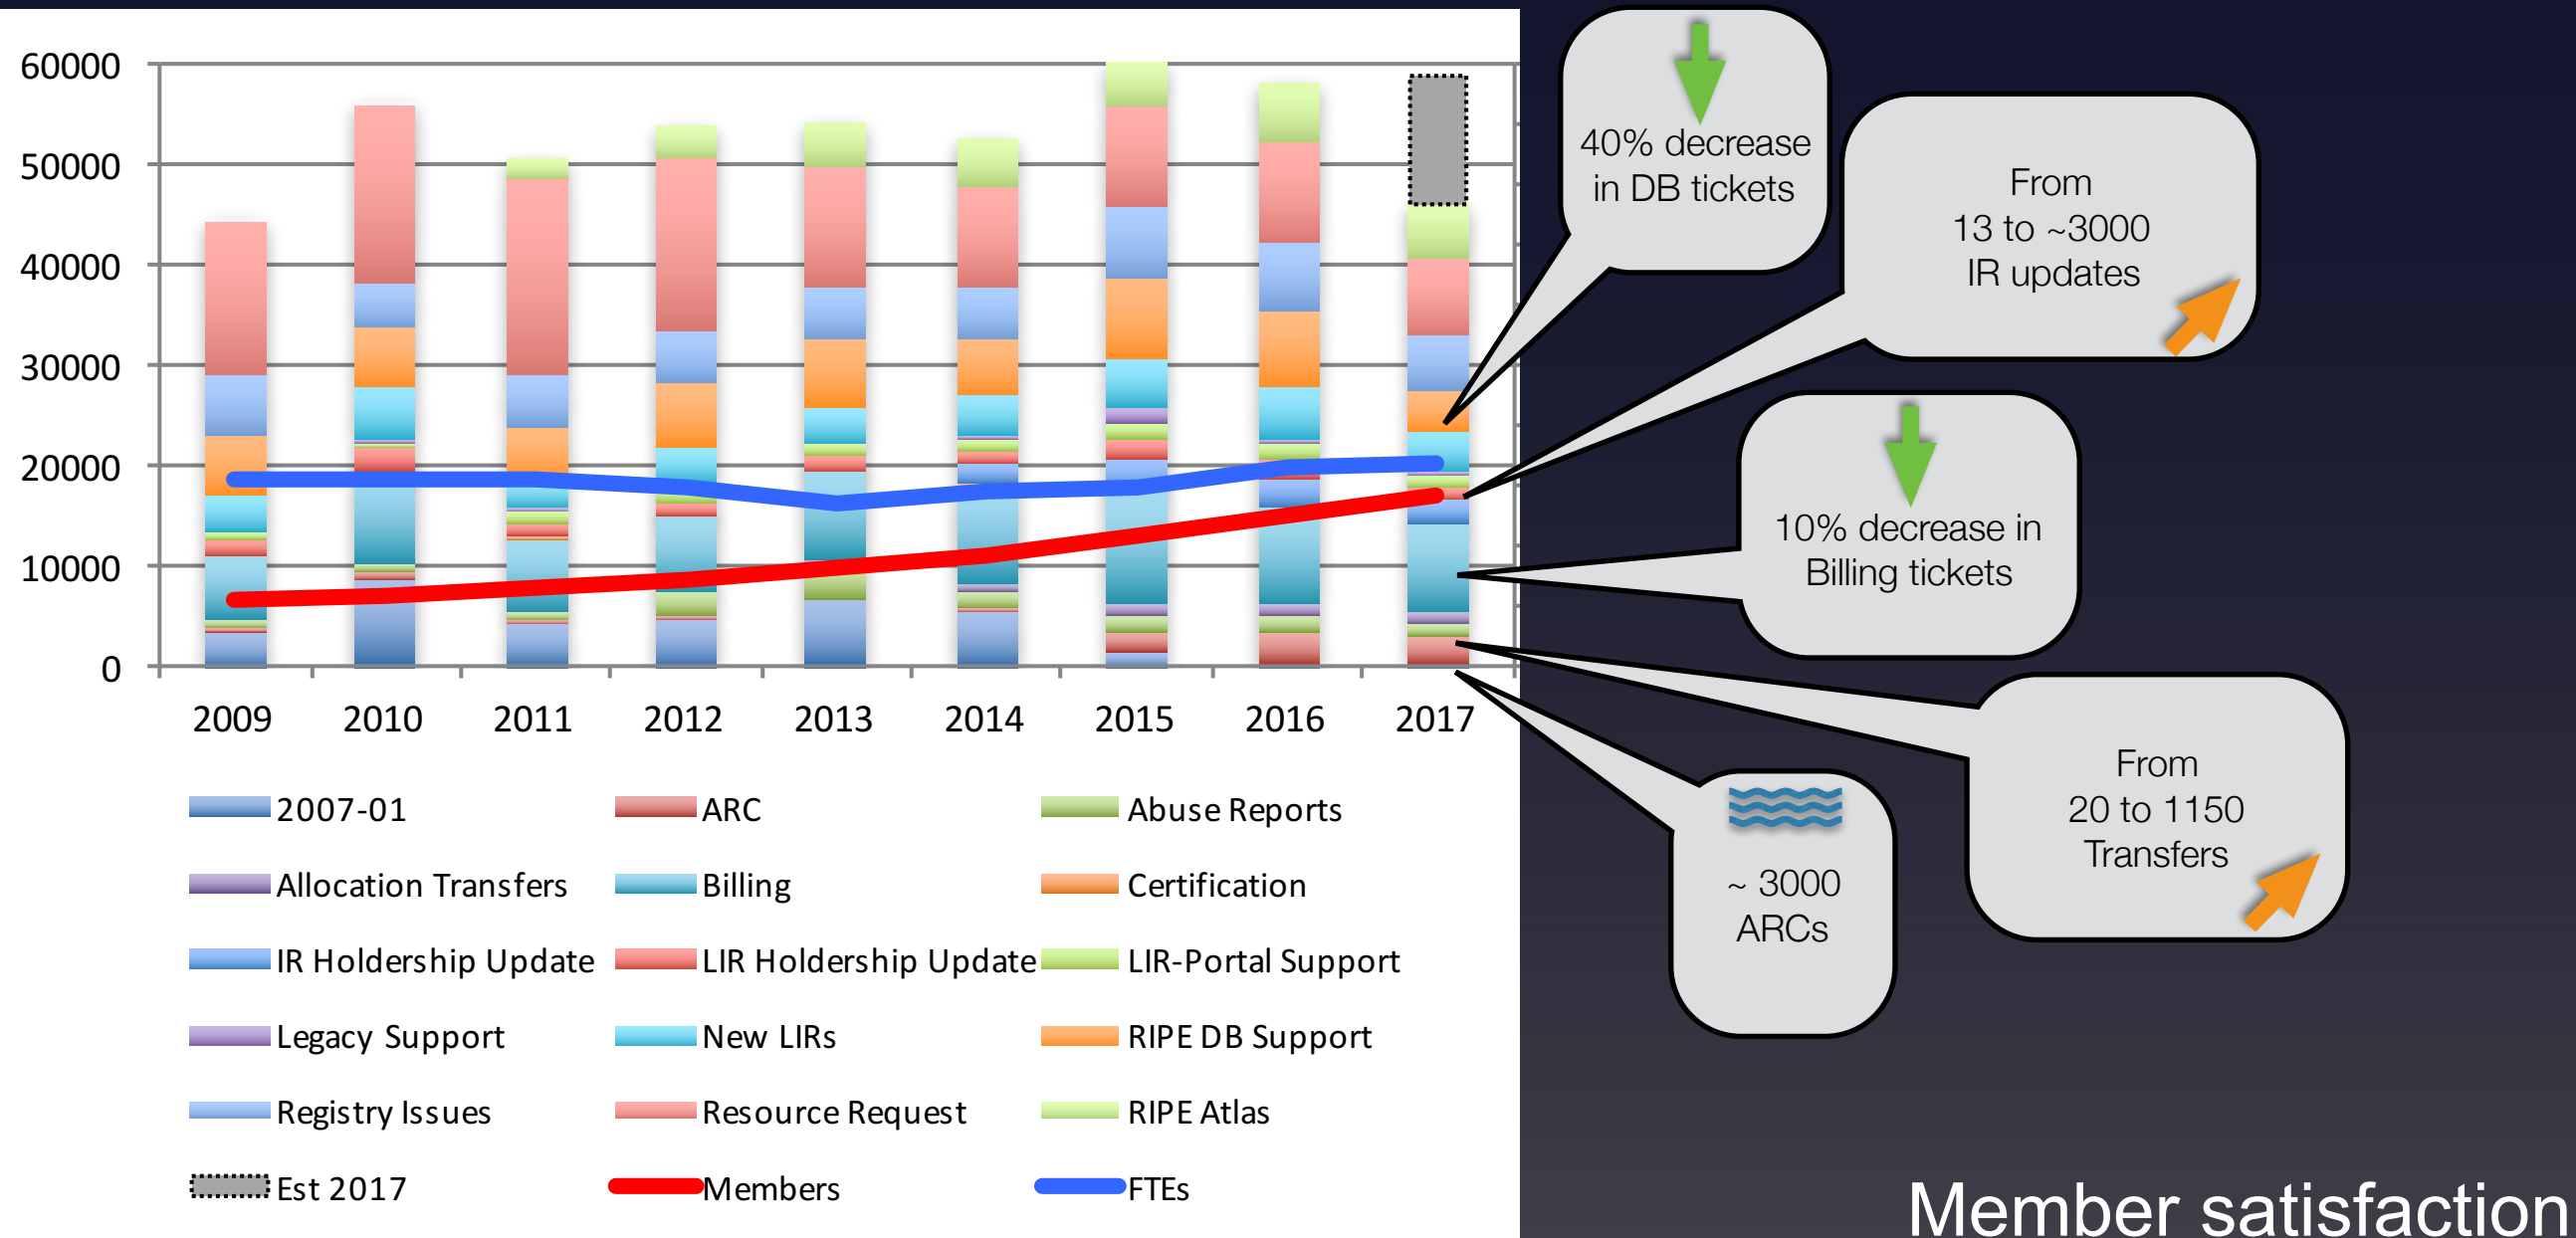 60000
50000
40000
30000
20000
10000
0
2009 2010 2011 2012 2013 2014 2015 2016 2017
2007-01 ARC Abuse Reports
Allocation Transfers Billing Certification
IR Holdership Update LIR Holdership Update LIR-Portal Support
Legacy Support New LIRs RIPE DB Support
Registry Issues Resource Request RIPE Atlas
Est 2017 Members FTEs
40% decrease
in DB tickets
From
13 to ~3000
IR updates
10% decrease in
Billing tickets
From
20 to 1150
Transfers
~ 3000
ARCs
Member satisfaction